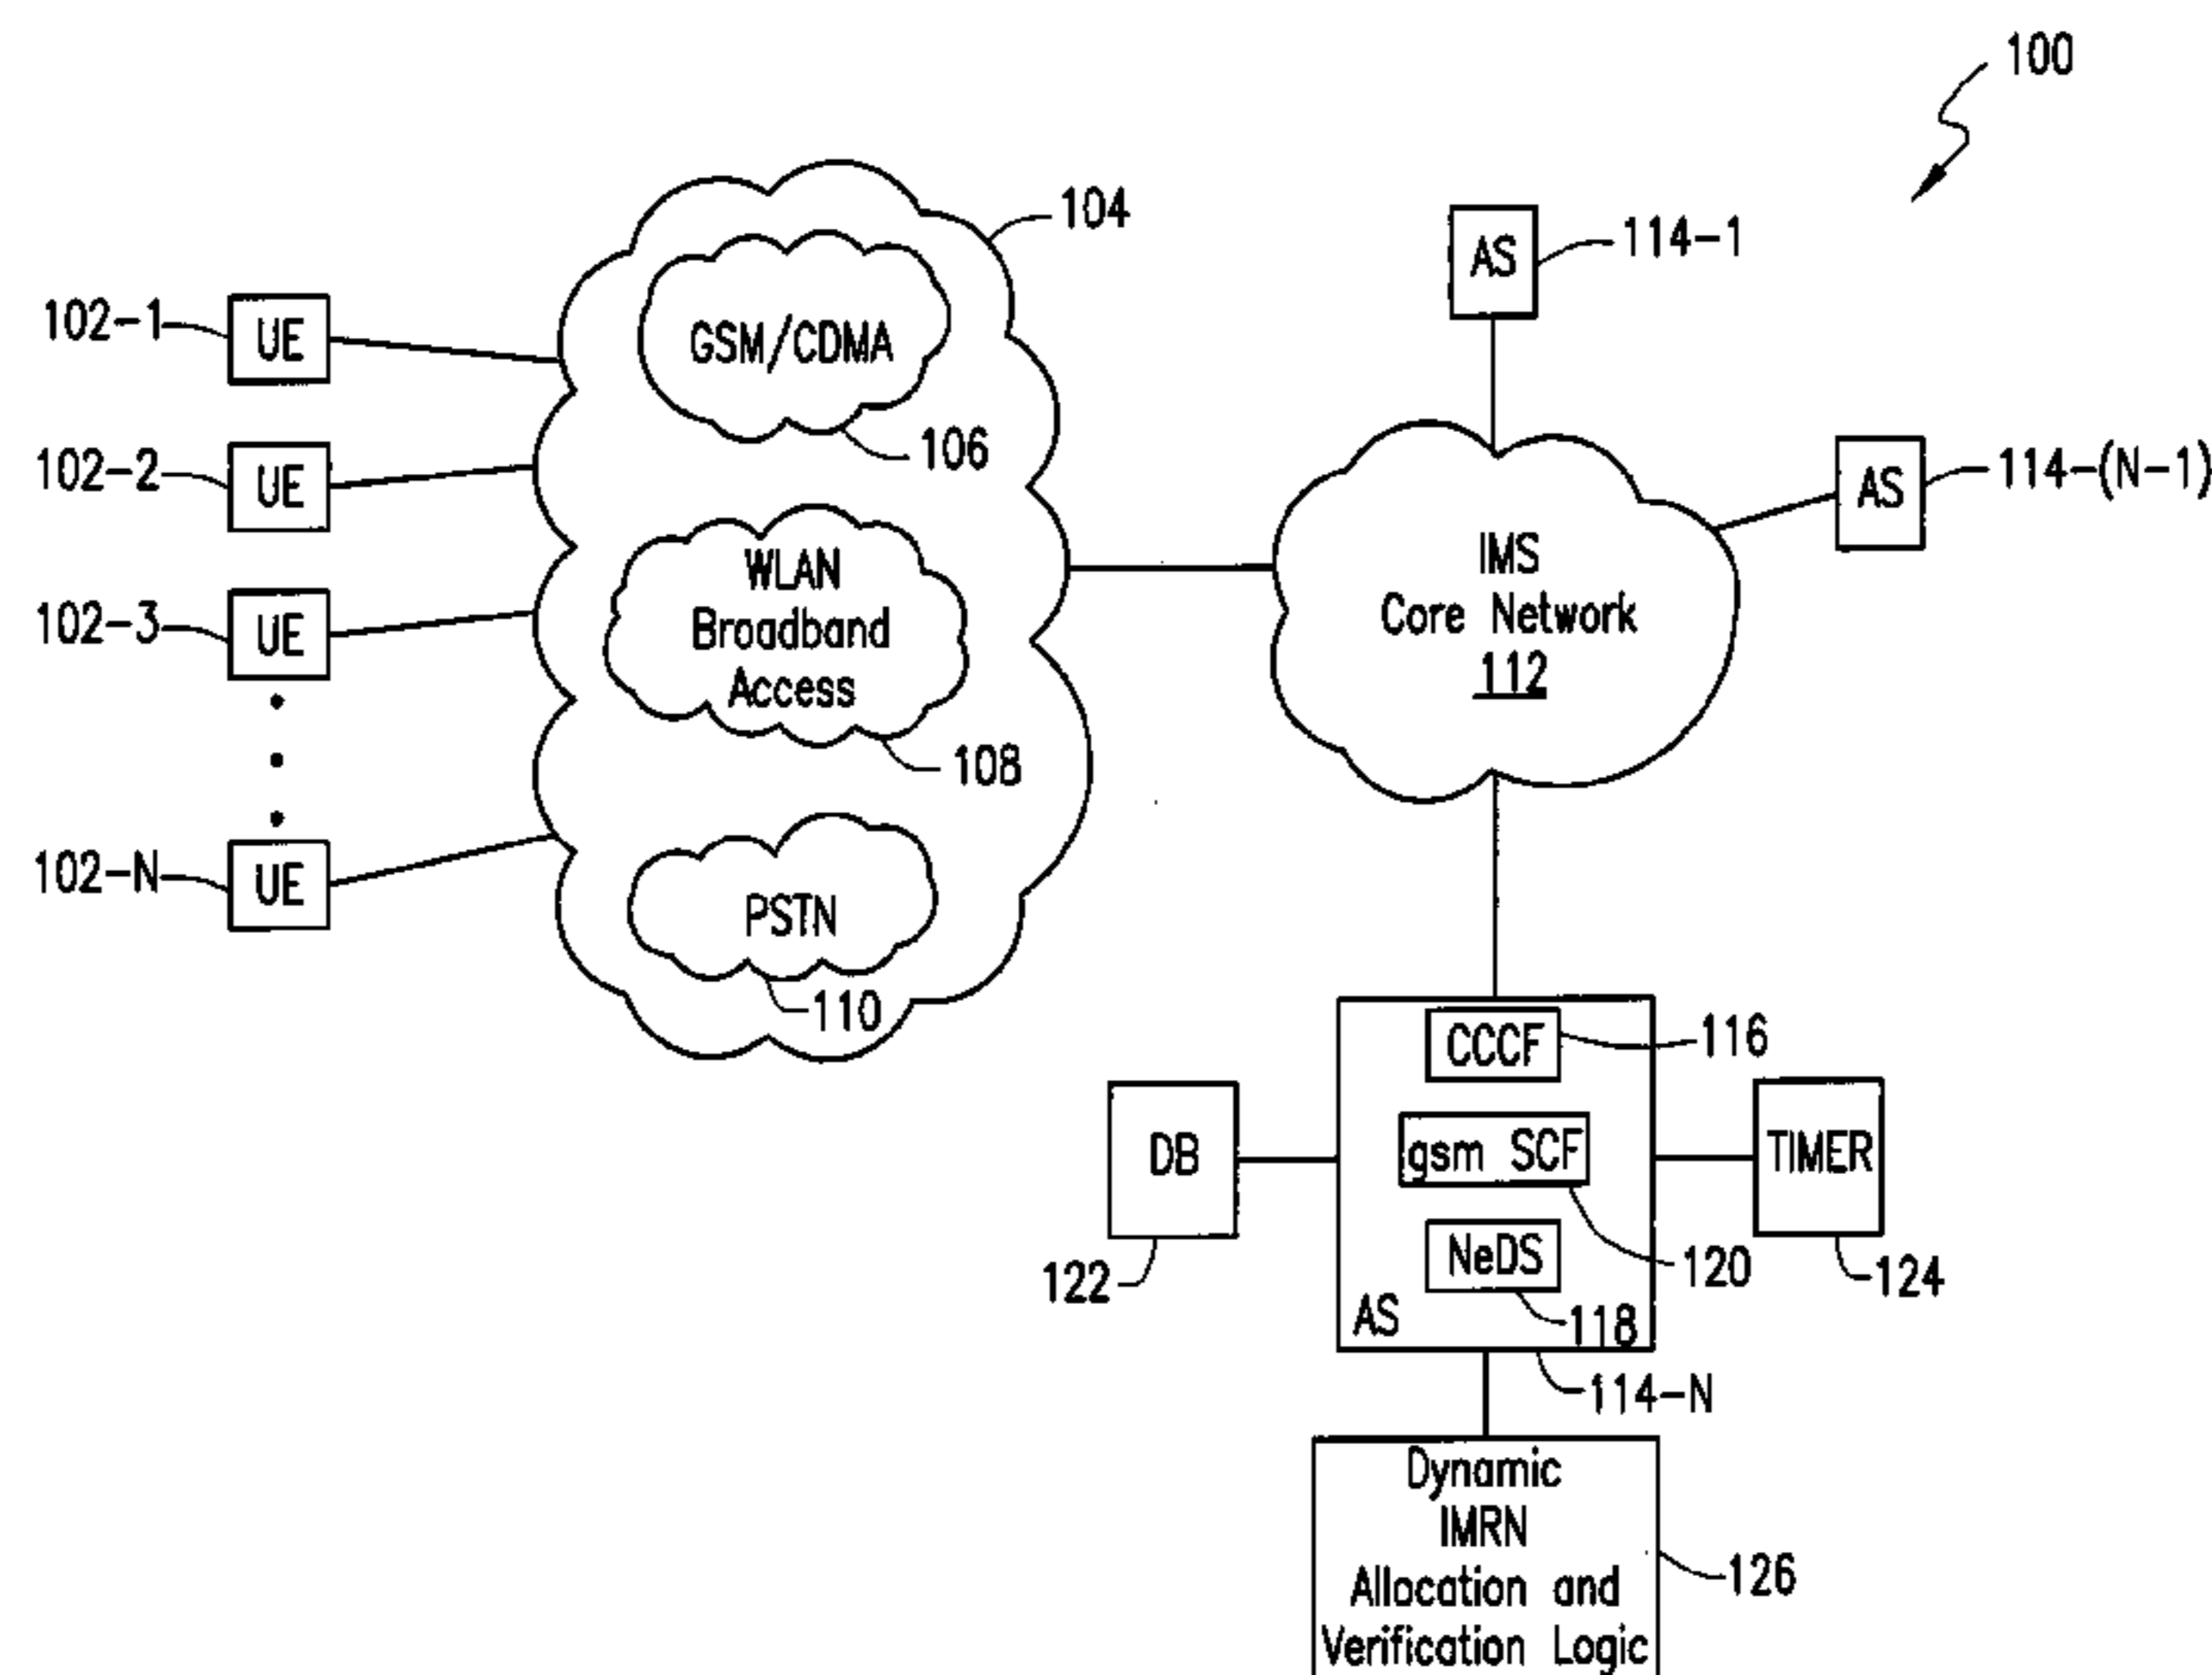 100
104
AS
114-1
102-1
UE
GSM/CDMA
106
102-2
UE
AS
114-(N-1)
WLAN
Broadband
Access
108
IMS
Core Network
112
102-3
UE
102-N
UE
PSTN
110
CCCF
116
DB
122
gsm SCF
120
TIMER
124
NeDS
118
AS
114-N
Dynamic
IMRN
Allocation and
Verification Logic
126